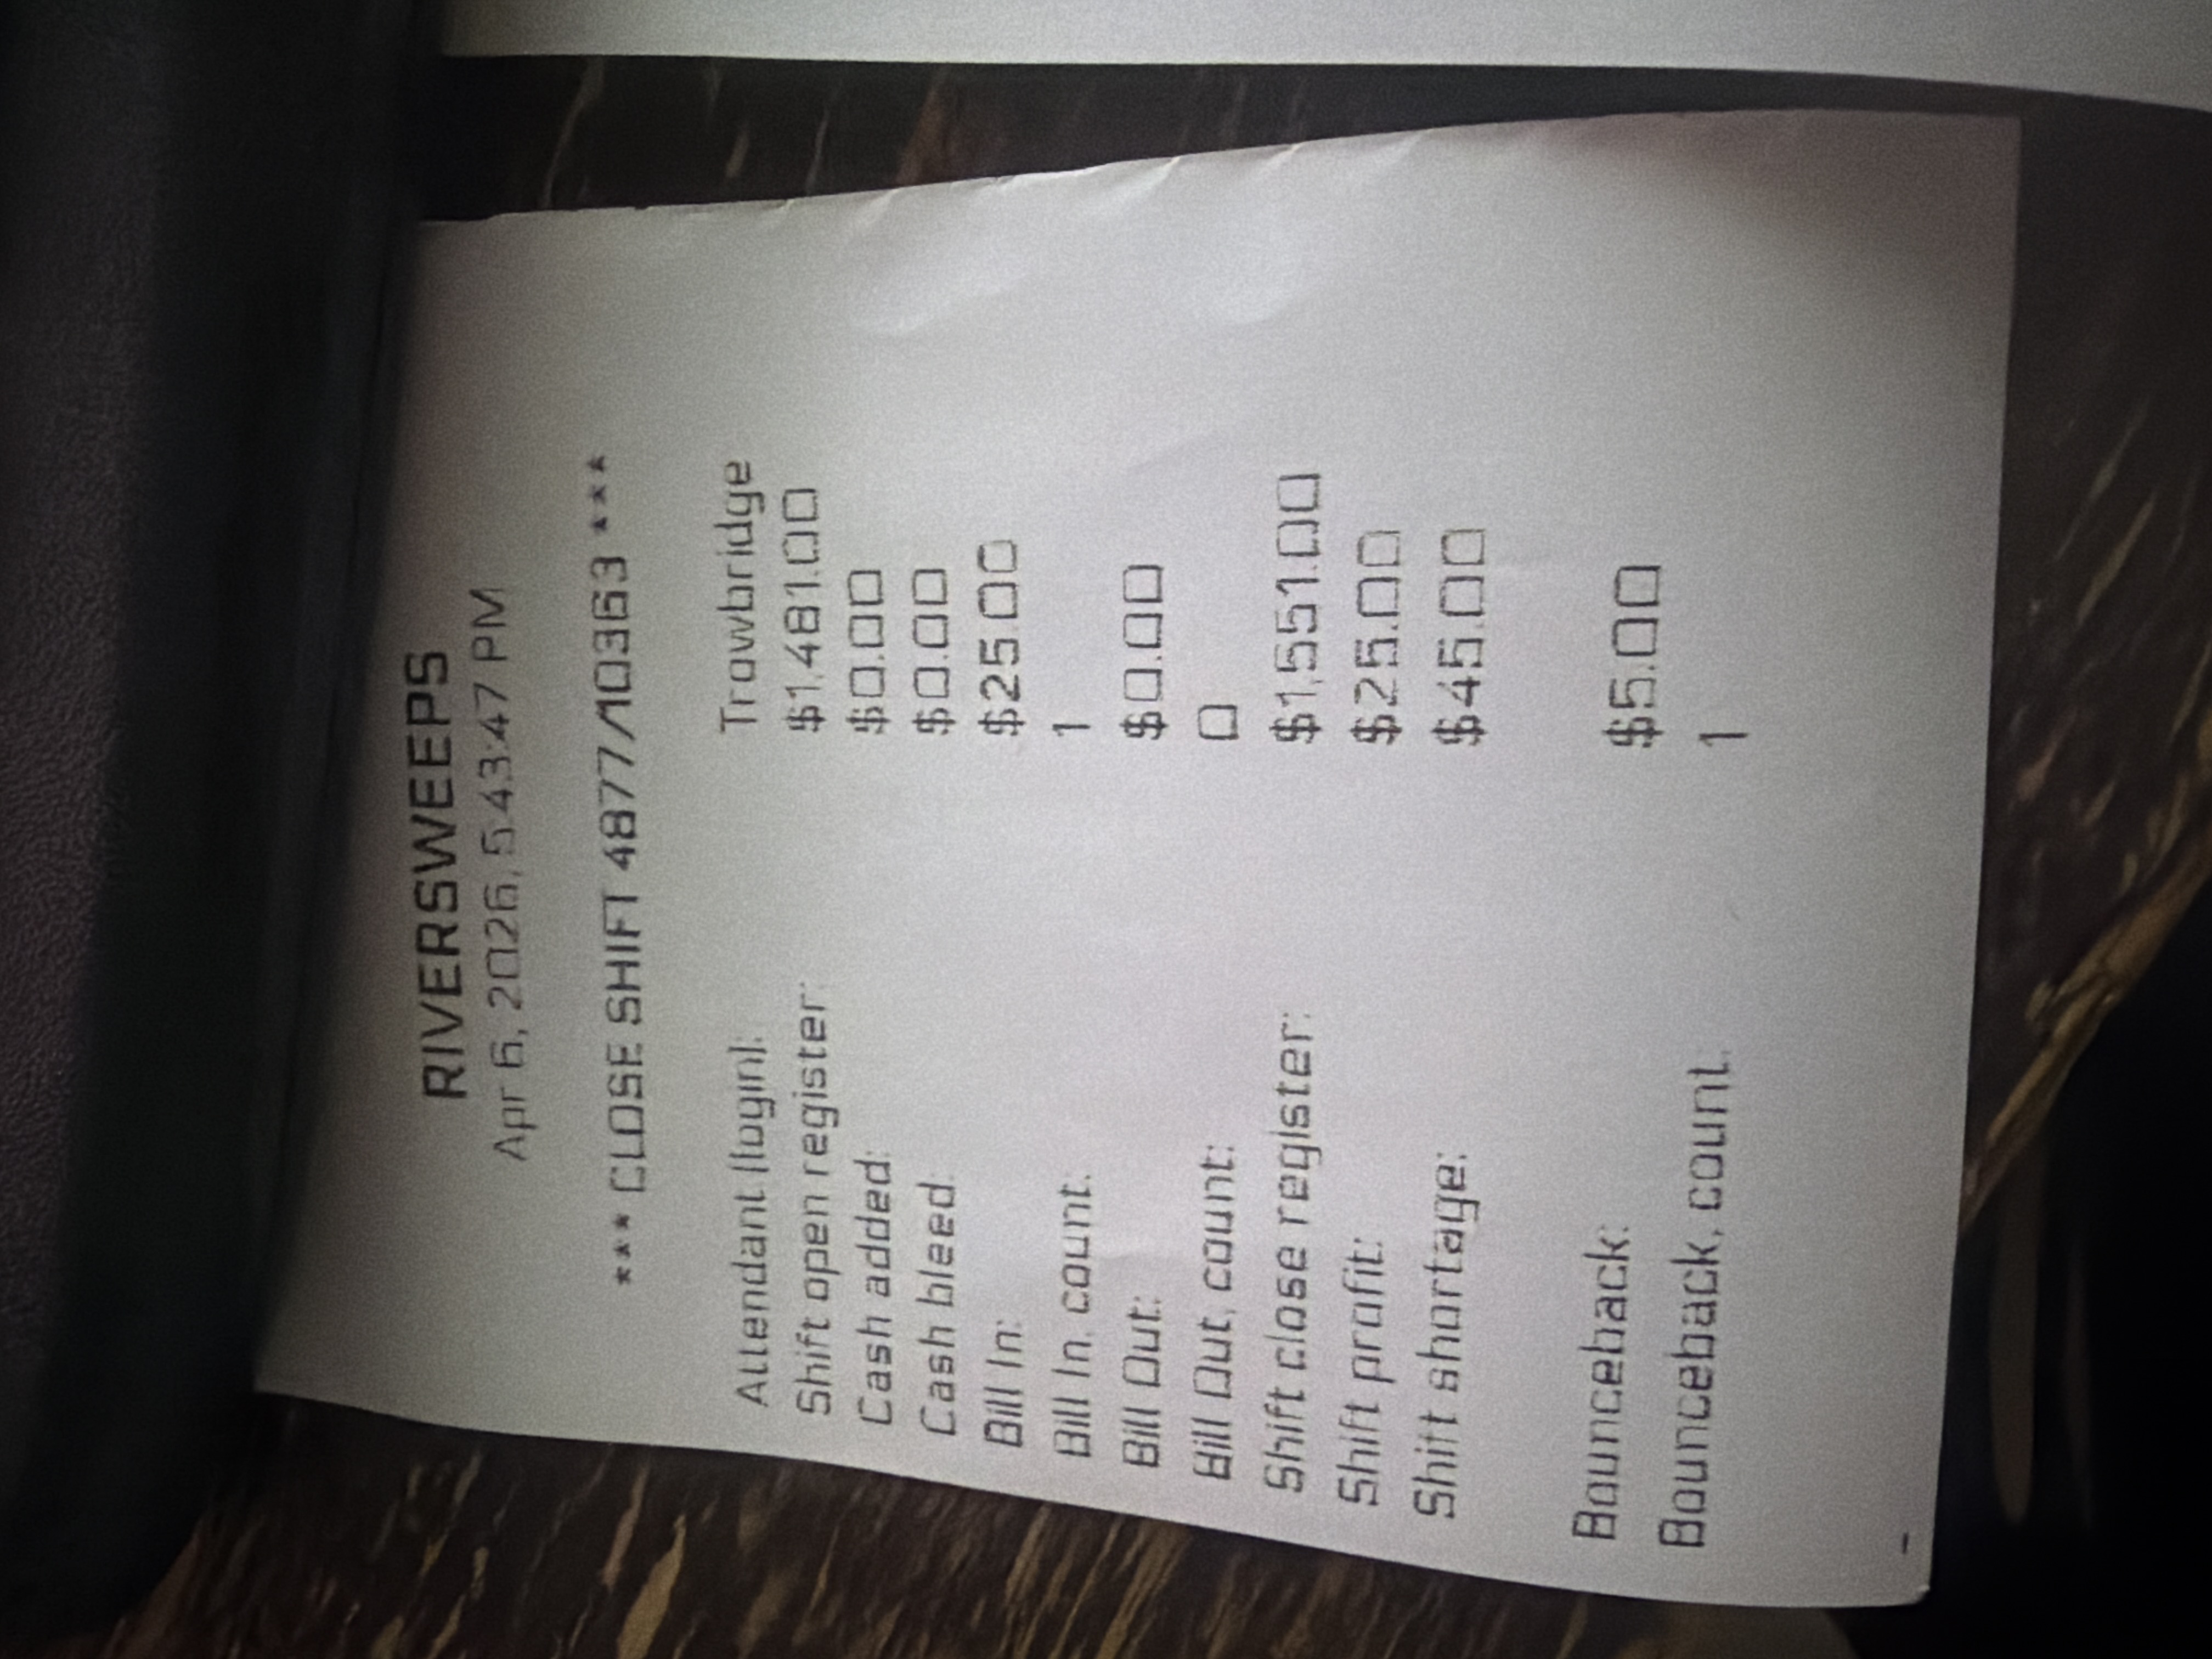 RIVERSWEEPS
Apr 6, 2026, 5:43:47 PM
*** CLOSE SHIFT 4877/10363 ***
Attendant (login): Trowbridge
Shift open register: $1,481.00
Cash added: $0.00
Cash bleed: $0.00
Bill In: $25.00
Bill In, count: 1
Bill Out: $0.00
Bill Out, count: 0
Shift close register: $1,551.00
Shift profit: $25.00
Shift shortage: $45.00
Bounceback: $5.00
Bounceback, count: 1
-